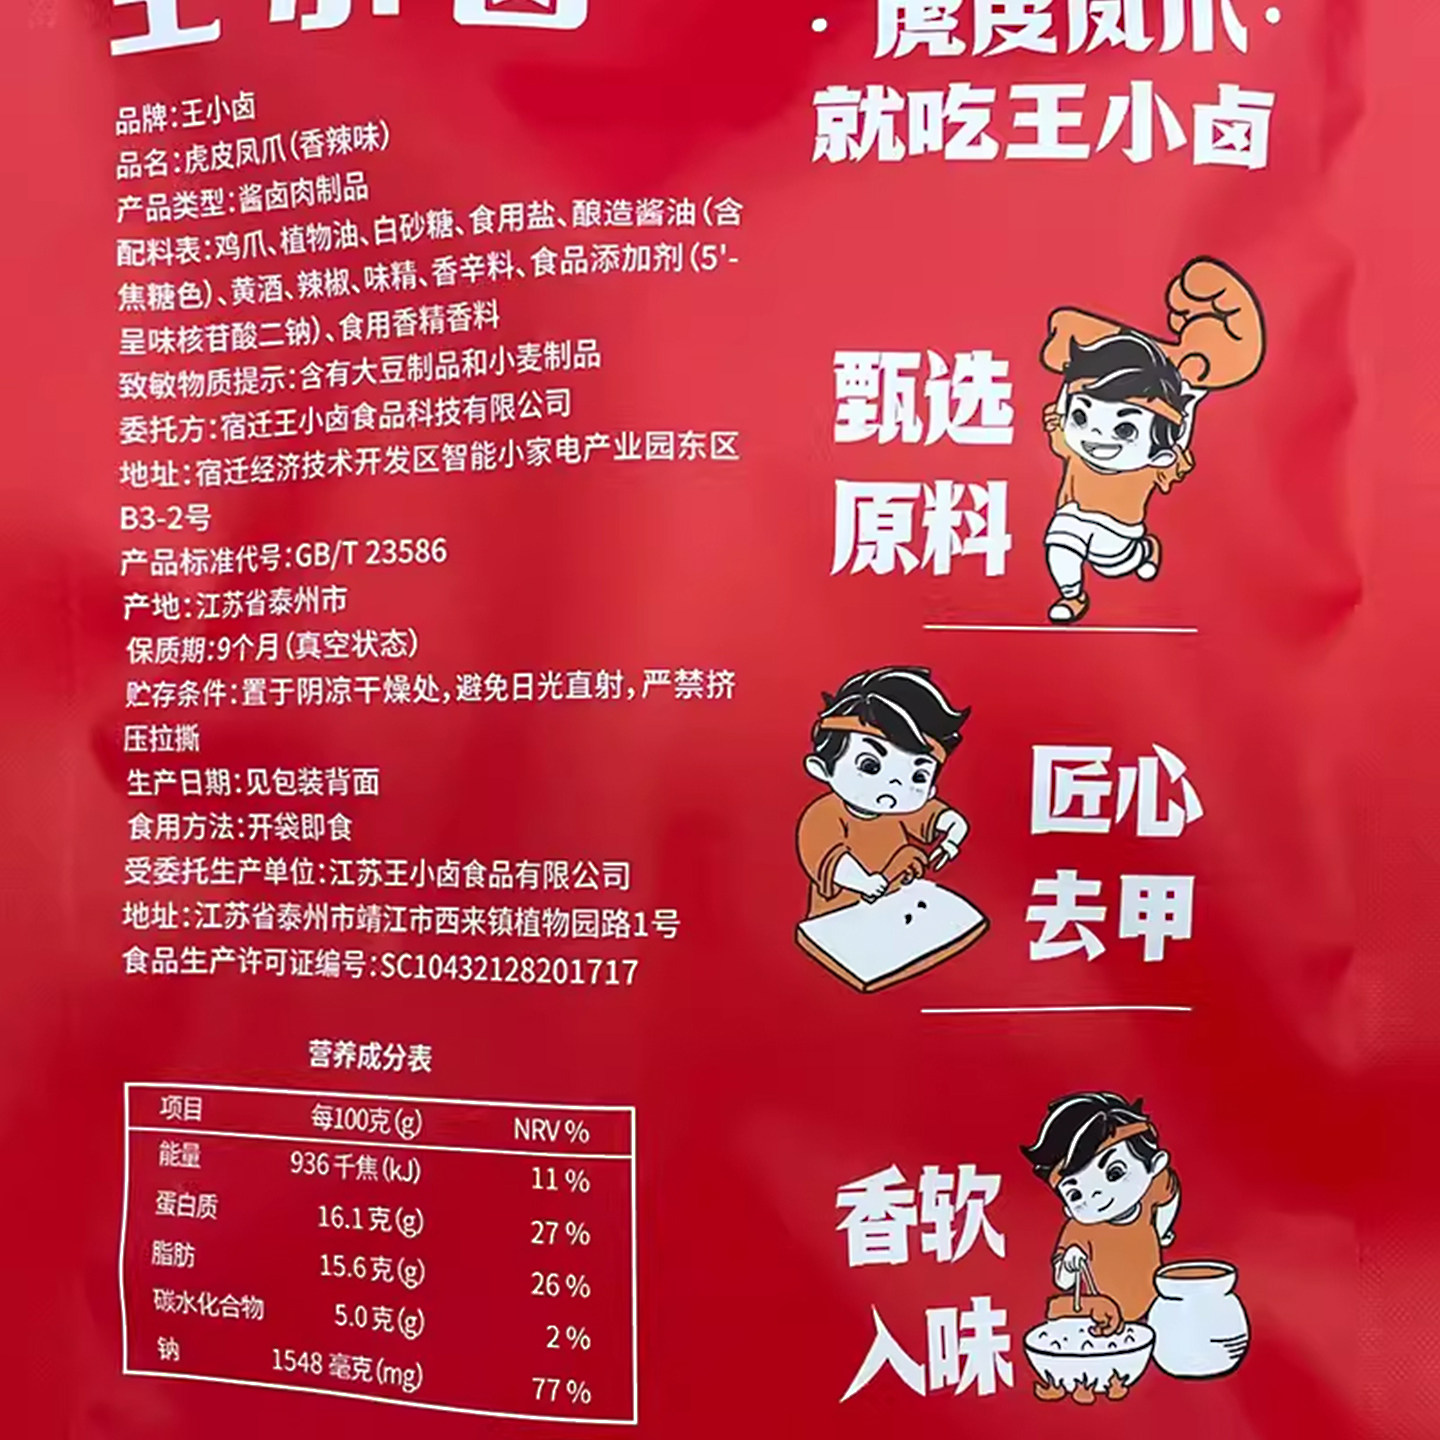 王小卤
品牌:王小卤
品名:虎皮凤爪(香辣味)
产品类型:酱卤肉制品
配料表:鸡爪、植物油、白砂糖、食用盐、酿造酱油(含
焦糖色)、黄酒、辣椒、味精、香辛料、食品添加剂(5'-
呈味核苷酸二钠)、食用香精香料
致敏物质提示:含有大豆制品和小麦制品
委托方:宿迁王小卤食品科技有限公司
地址:宿迁经济技术开发区智能小家电产业园东区
B3-2号
产品标准代号:GB/T 23586
产地:江苏省泰州市
保质期:9个月(真空状态)
贮存条件:置于阴凉干燥处,避免日光直射,严禁挤
压拉撕
生产日期:见包装背面
食用方法:开袋即食
受委托生产单位:江苏王小卤食品有限公司
地址:江苏省泰州市靖江市西来镇植物园路1号
食品生产许可证编号:SC10432128201717
营养成分表
项目 每100克(g) NRV%
能量 936千焦(kJ) 11%
蛋白质 16.1克(g) 27%
脂肪 15.6克(g) 26%
碳水化合物 5.0克(g) 2%
钠 1548毫克(mg) 77%
·虎皮凤爪·
就吃王小卤
甄选
原料
匠心
去甲
香软
入味